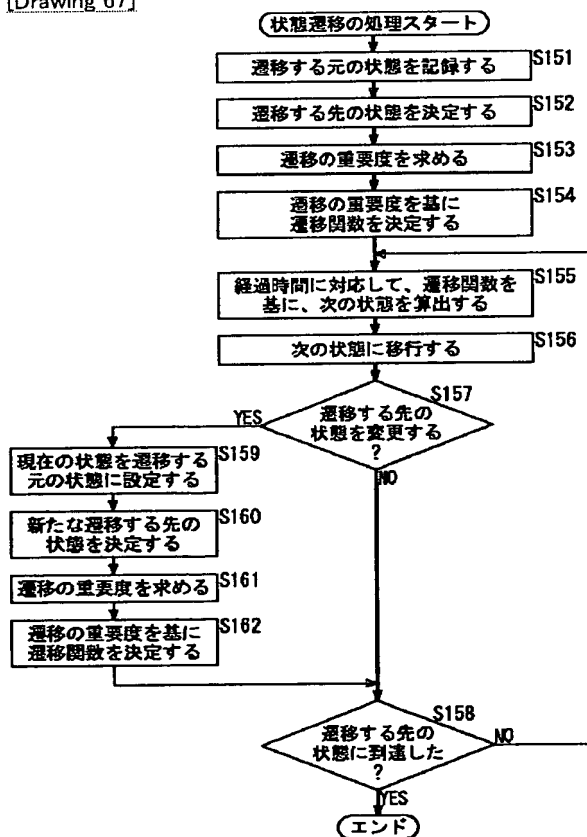 [Drawing 67]
状態遷移の処理スタート
S151
遷移する元の状態を記録する
S152
遷移する先の状態を決定する
S153
遷移の重要度を求める
S154
遷移の重要度を基に
遷移関数を決定する
S155
経過時間に対応して、遷移関数を
基に、次の状態を算出する
S156
次の状態に移行する
S157
遷移する先の
状態を変更する
?
YES
NO
S159
現在の状態を遷移する
元の状態に設定する
S160
新たな遷移する先の
状態を決定する
S161
遷移の重要度を求める
S162
遷移の重要度を基に
遷移関数を決定する
S158
遷移する先の
状態に到達した
?
NO
YES
エンド